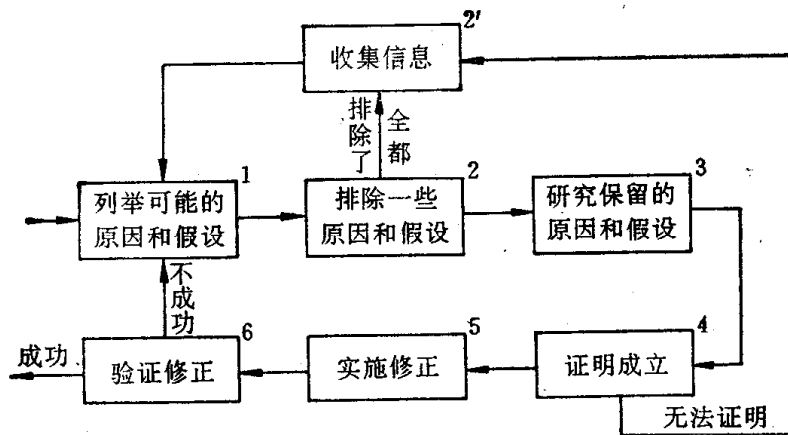 2'
收集信息
排除了
全都
1
列举可能的
原因和假设
2
排除一些
原因和假设
3
研究保留的
原因和假设
不成功
6
验证修正
成功
5
实施修正
4
证明成立
无法证明